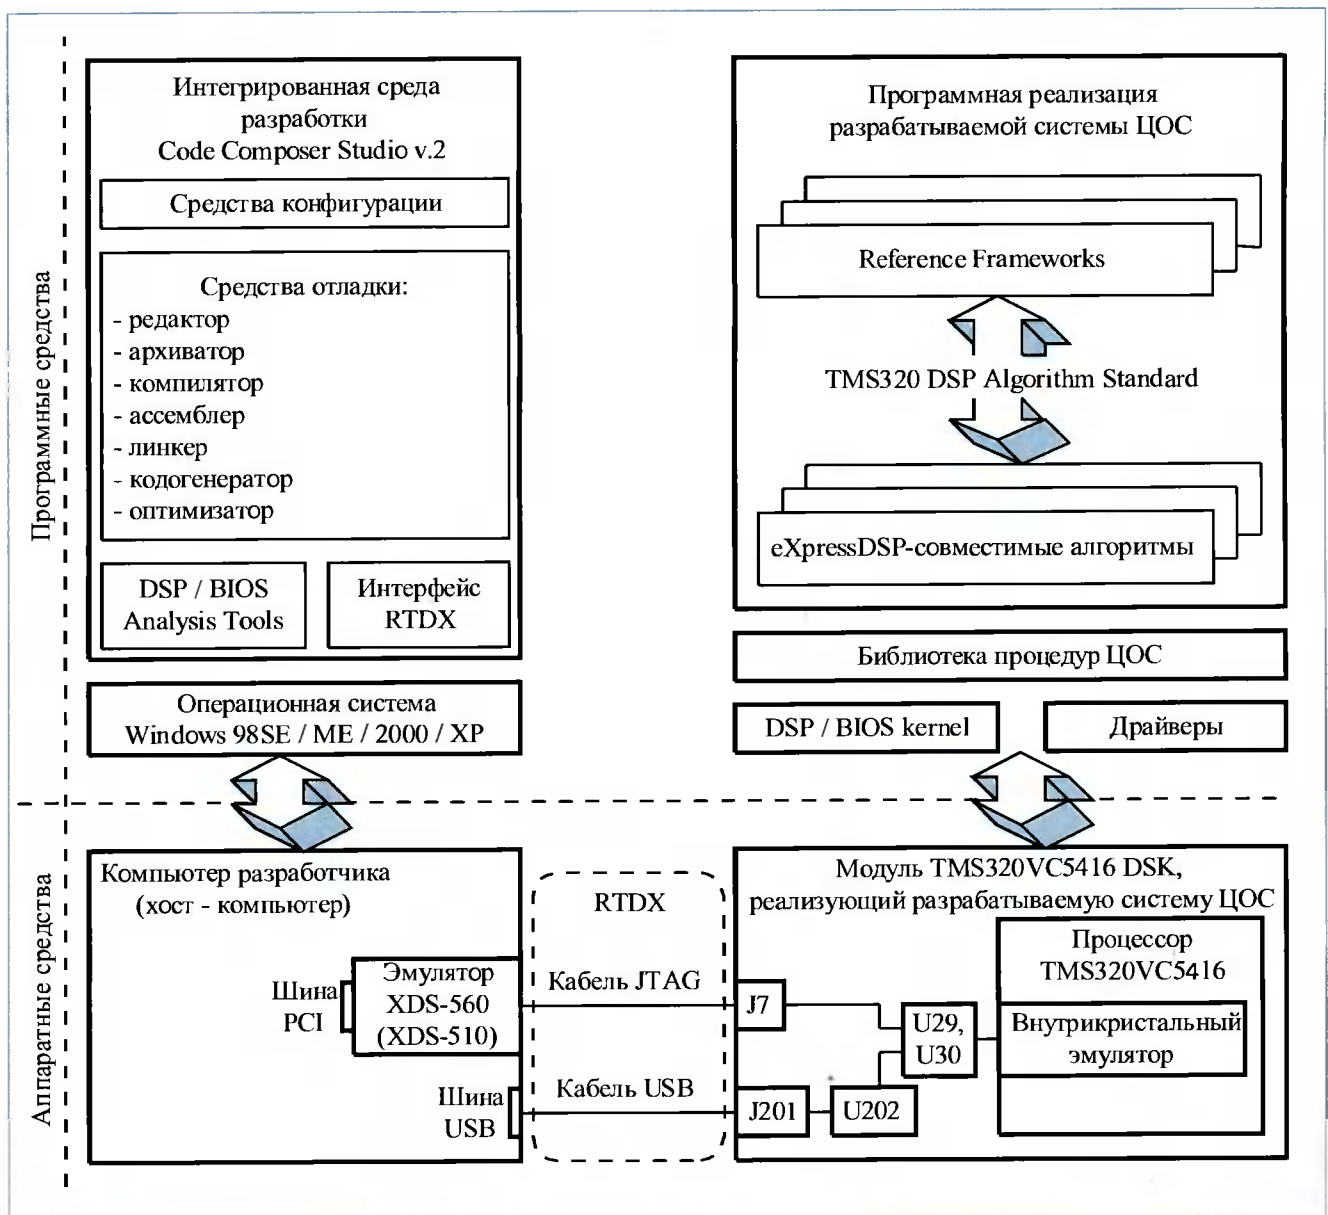 Программные средства
Интегрированная среда
разработки
Code Composer Studio v.2
Средства конфигурации
Средства отладки:
- редактор
- архиватор
- компилятор
- ассемблер
- линкер
- кодогенератор
- оптимизатор
DSP / BIOS
Analysis Tools
Интерфейс
RTDX
Операционная система
Windows 98SE / ME / 2000 / XP
Программная реализация
разрабатываемой системы ЦОС
Reference Frameworks
TMS320 DSP Algorithm Standard
eXpressDSP-совместимые алгоритмы
Библиотека процедур ЦОС
DSP / BIOS kernel
Драйверы
Аппаратные средства
Компьютер разработчика
(хост - компьютер)
Шина
PCI
Эмулятор
XDS-560
(XDS-510)
Шина
USB
RTDX
Кабель JTAG
Кабель USB
Модуль TMS320VC5416 DSK,
реализующий разрабатываемую систему ЦОС
J7
J201
U202
U29,
U30
Процессор
TMS320VC5416
Внутрикристальный
эмулятор